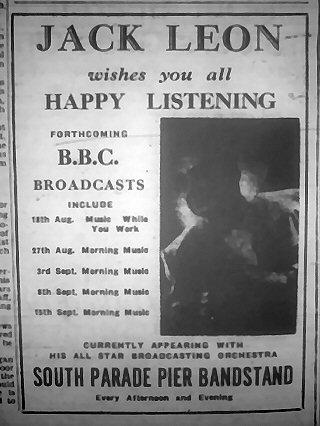 JACK LEON
wishes you all
HAPPY LISTENING
FORTHCOMING
B.B.C.
BROADCASTS
INCLUDE
18th Aug. Music While
You Work
27th Aug. Morning Music
3rd Sept. Morning Music
8th Sept. Morning Music
15th Sept. Morning Music
CURRENTLY APPEARING WITH
HIS ALL STAR BROADCASTING ORCHESTRA
SOUTH PARADE PIER BANDSTAND
Every Afternoon and Evening